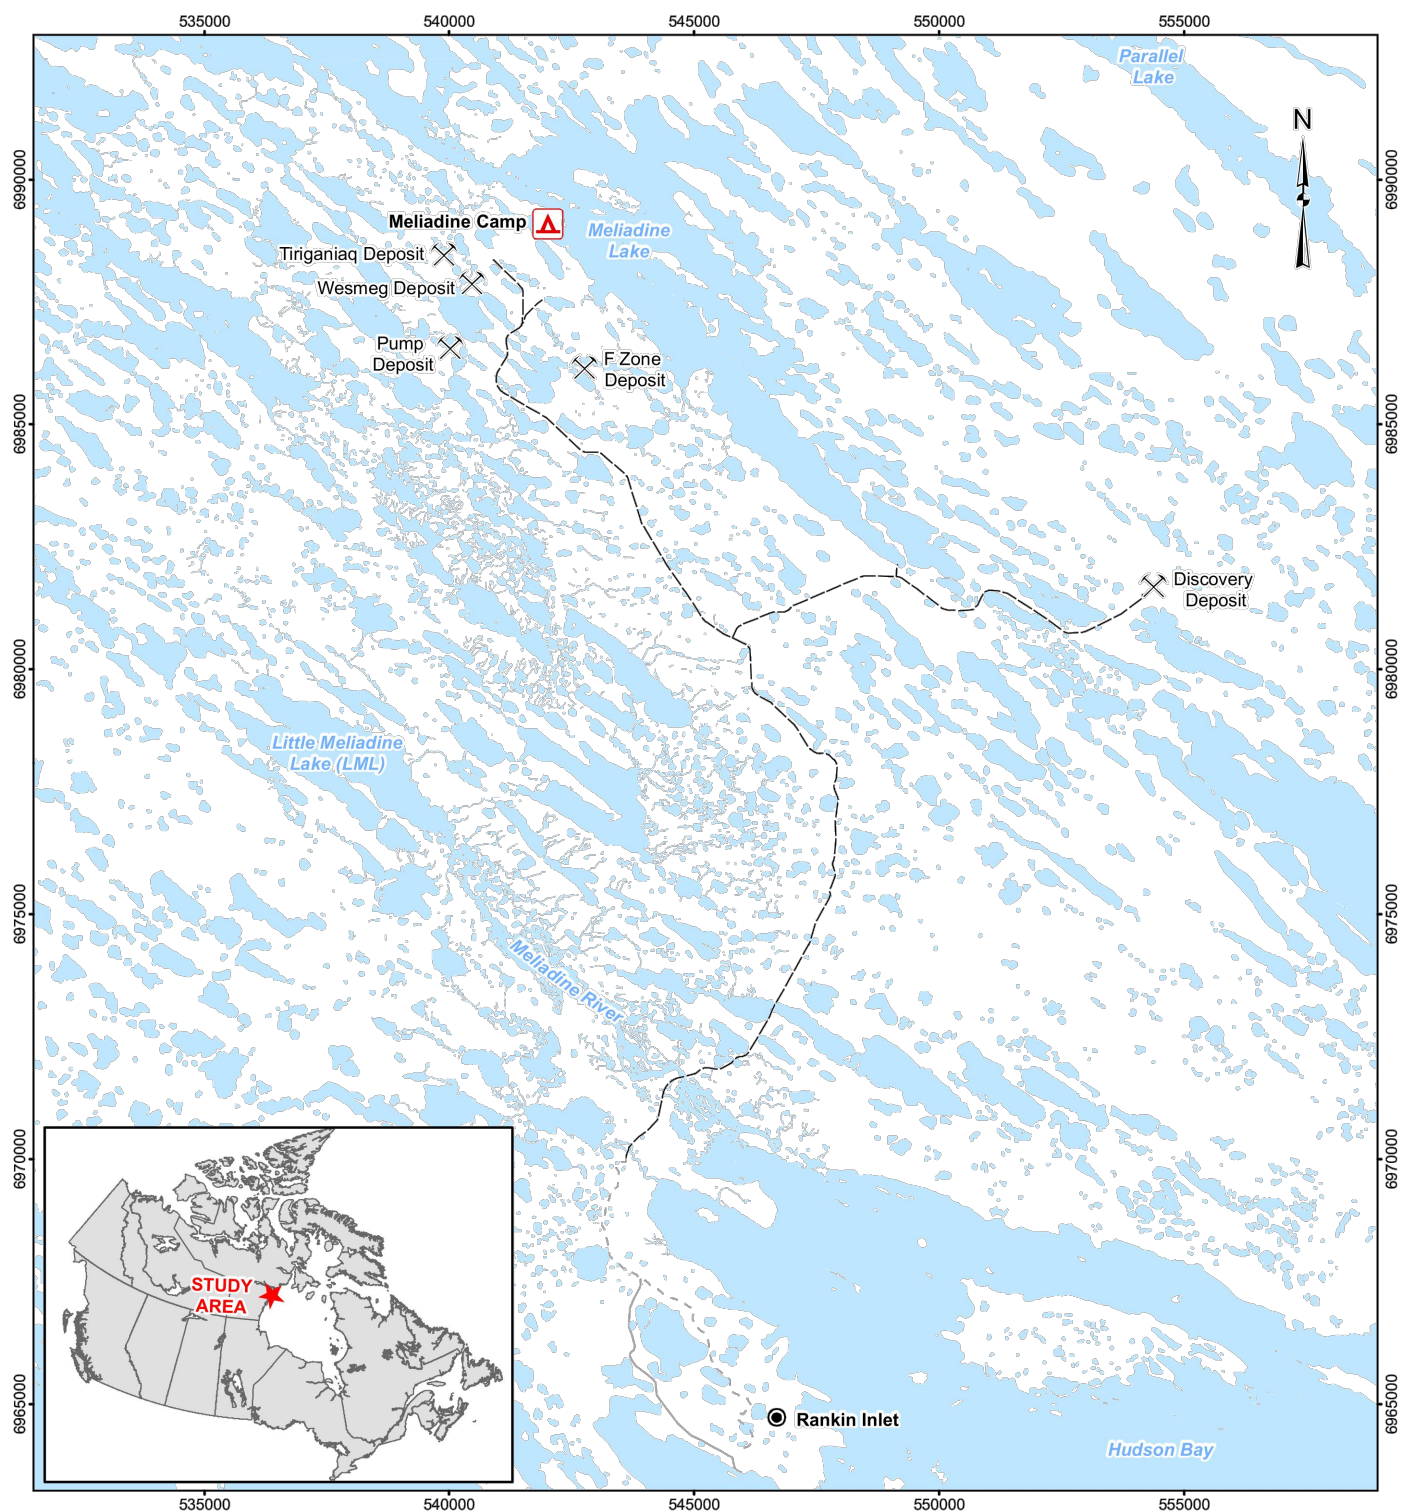 535000
540000
545000
550000
555000
Parallel
Lake
N
6990000
6990000
Meliadine Camp
Meliadine
Lake
Tiriganiaq Deposit
Wesmeg Deposit
Pump
Deposit
F Zone
Deposit
6985000
6985000
Discovery
Deposit
6980000
6980000
Little Meliadine
Lake (LML)
6975000
6975000
Meliadine River
6970000
6970000
STUDY
AREA
6965000
6965000
Rankin Inlet
Hudson Bay
535000
540000
545000
550000
555000